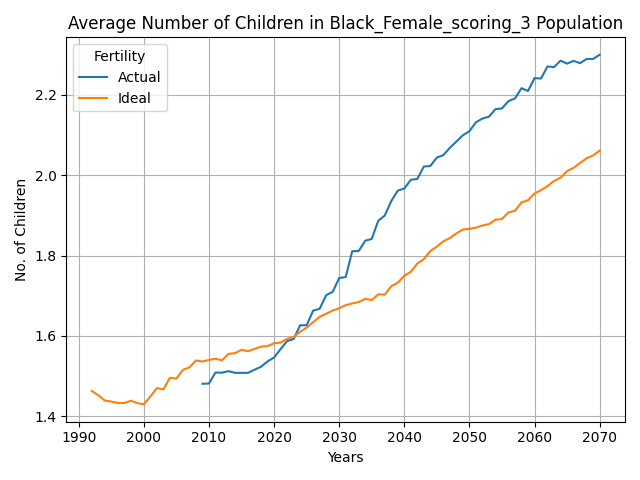 Average Number of Children in Black_Female_scoring_3 Population
Fertility
Actual
Ideal
No. of Children
2.2
2.0
1.8
1.6
1.4
1990 2000 2010 2020 2030 2040 2050 2060 2070
Years